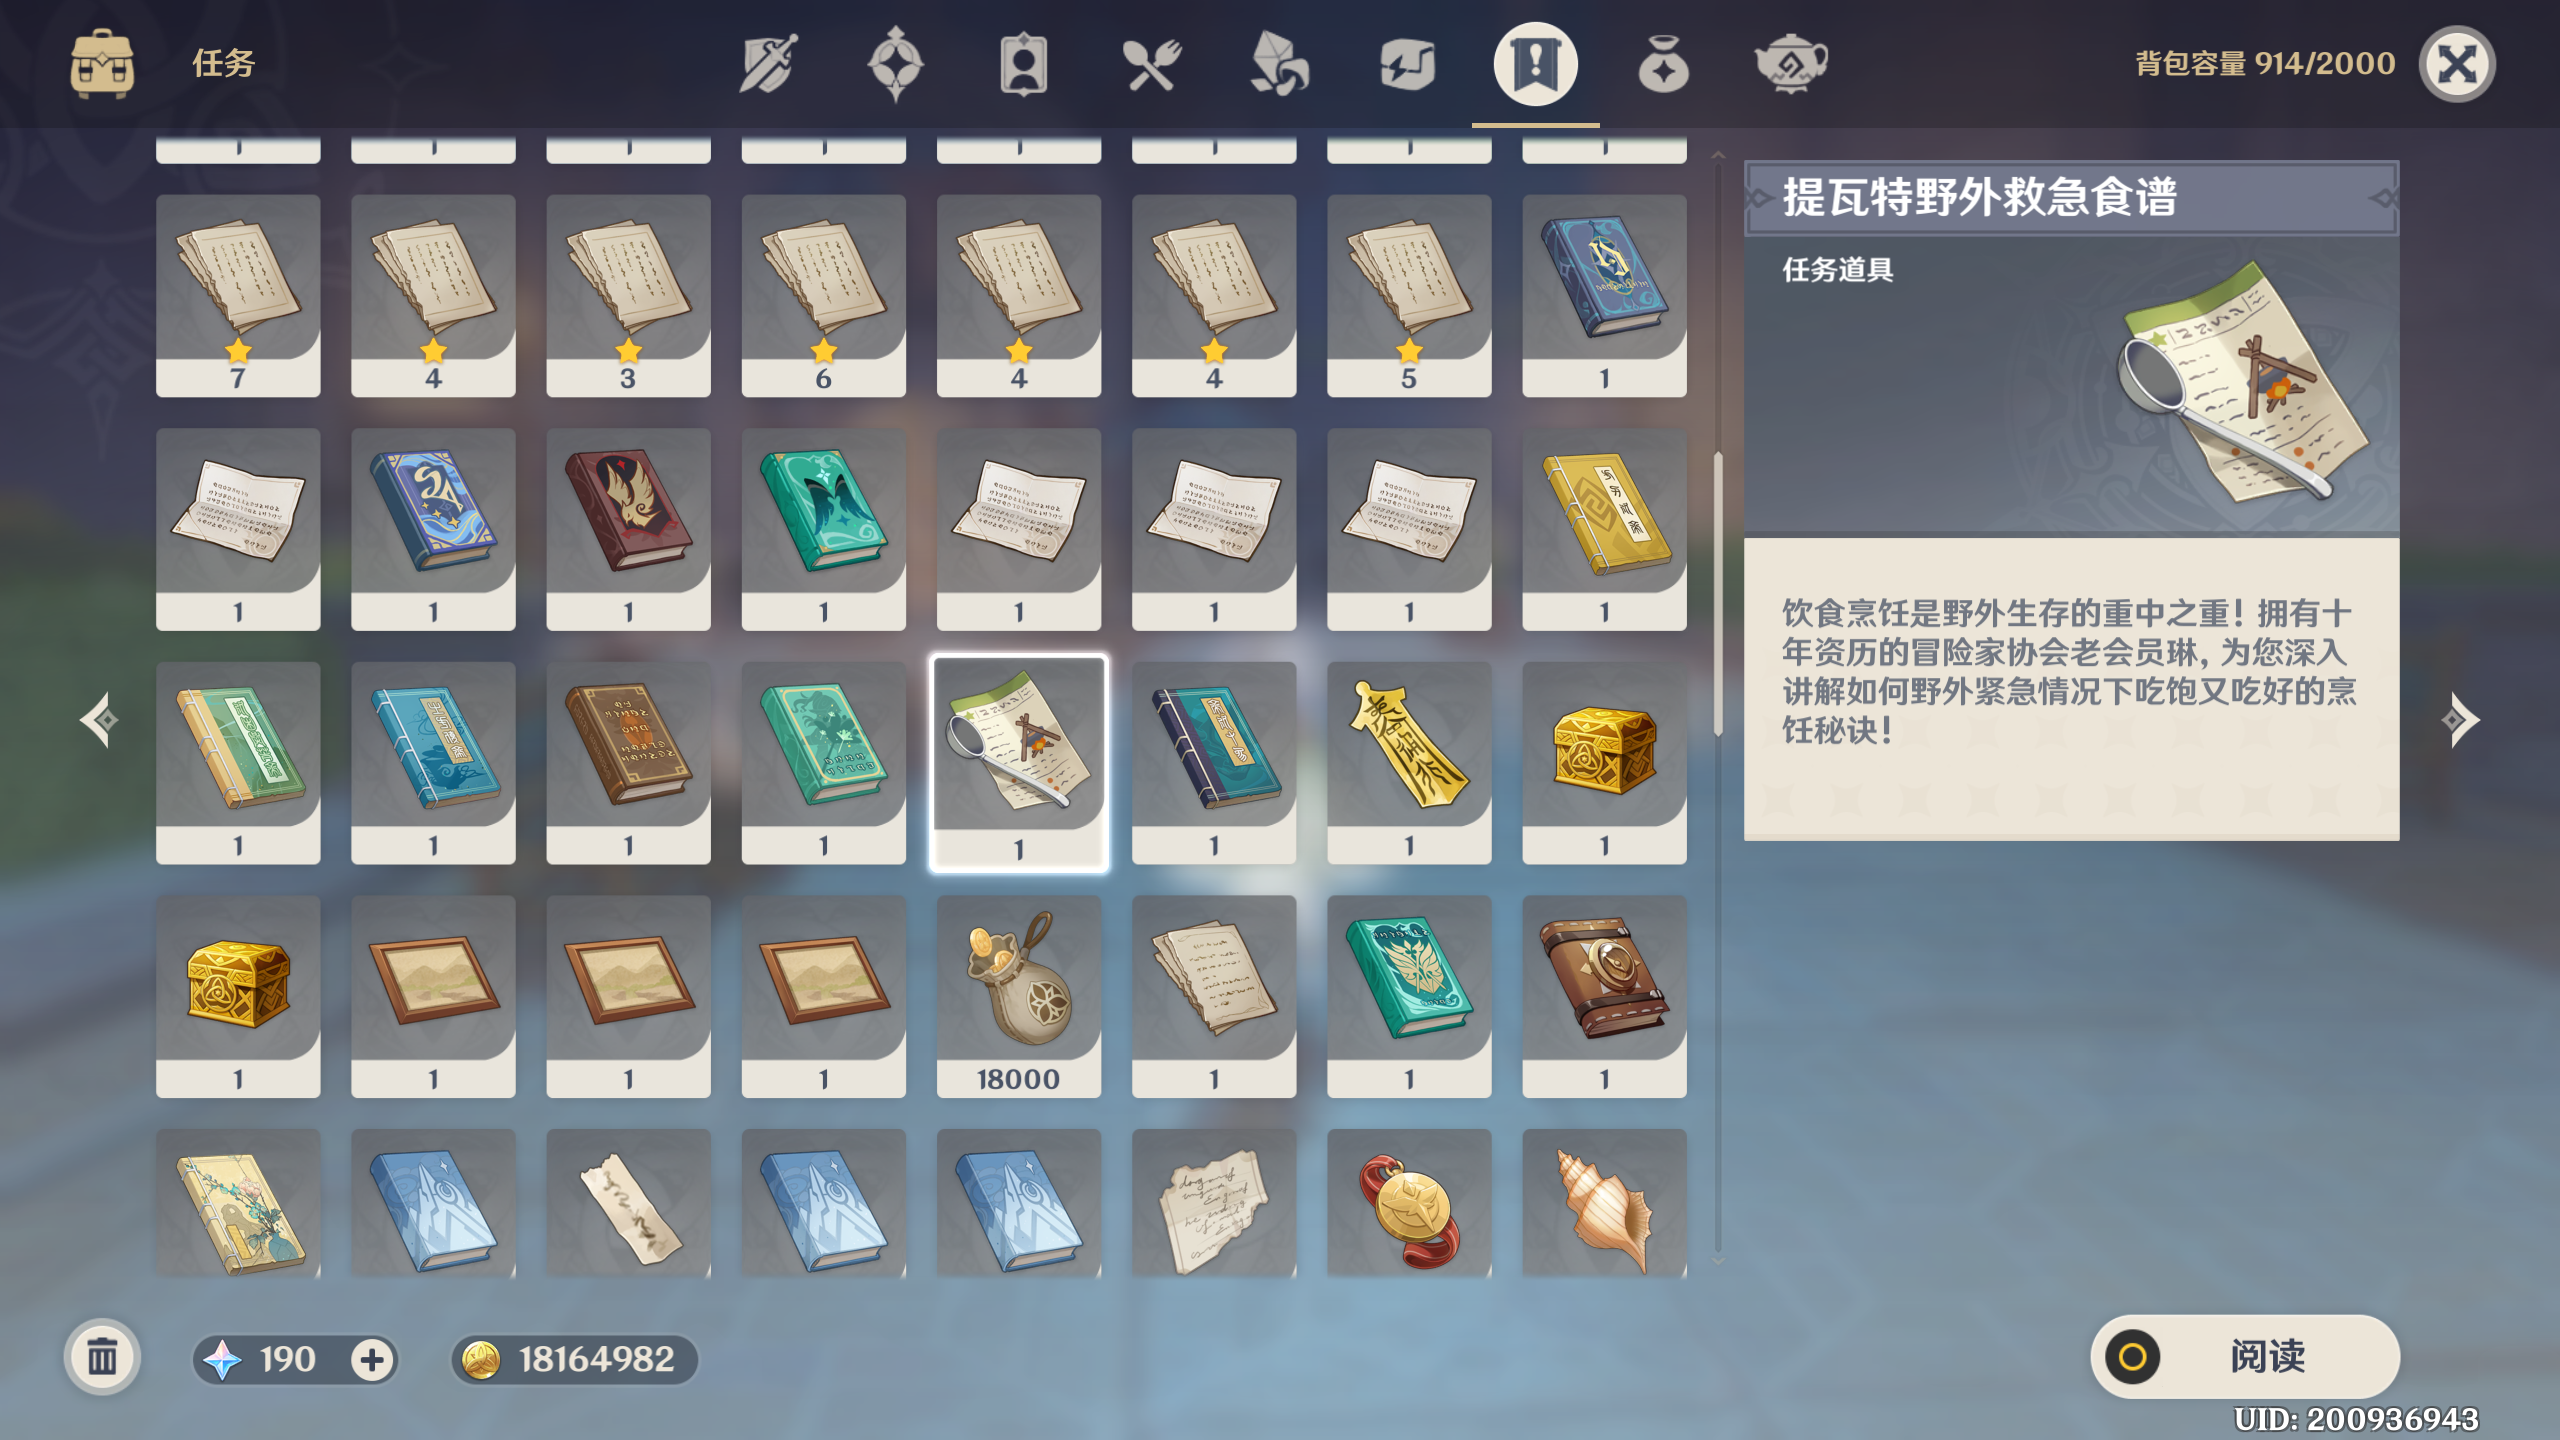 任务
背包容量 914/2000
提瓦特野外救急食谱
任务道具
7 4 3 6 4 4 5 1
1 1 1 1 1 1 1 1
饮食烹饪是野外生存的重中之重！拥有十
年资历的冒险家协会老会员琳，为您深入
讲解如何野外紧急情况下吃饱又吃好的烹
饪秘诀！
1 1 1 1 1 1 1 1
1 1 1 1 18000 1 1 1
190
18164982
阅读
UID: 200936943